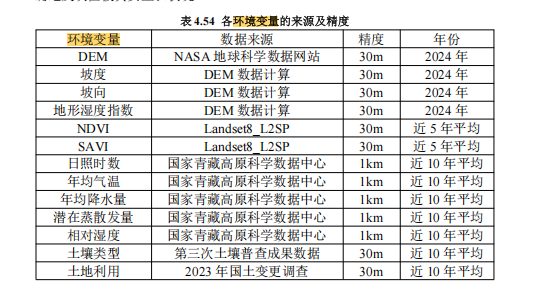 表 4.54 各环境变量的来源及精度
环境变量 数据来源 精度 年份
DEM NASA 地球科学数据网站 30m 2024 年
坡度 DEM 数据计算 30m 2024 年
坡向 DEM 数据计算 30m 2024 年
地形湿度指数 DEM 数据计算 30m 2024 年
NDVI Landset8_L2SP 30m 近 5 年平均
SAVI Landset8_L2SP 30m 近 5 年平均
日照时数 国家青藏高原科学数据中心 1km 近 10 年平均
年均气温 国家青藏高原科学数据中心 1km 近 10 年平均
年均降水量 国家青藏高原科学数据中心 1km 近 10 年平均
潜在蒸散发量 国家青藏高原科学数据中心 1km 近 10 年平均
相对湿度 国家青藏高原科学数据中心 1km 近 10 年平均
土壤类型 第三次土壤普查成果数据 30m 近 10 年平均
土地利用 2023 年国土变更调查 30m 近 10 年平均